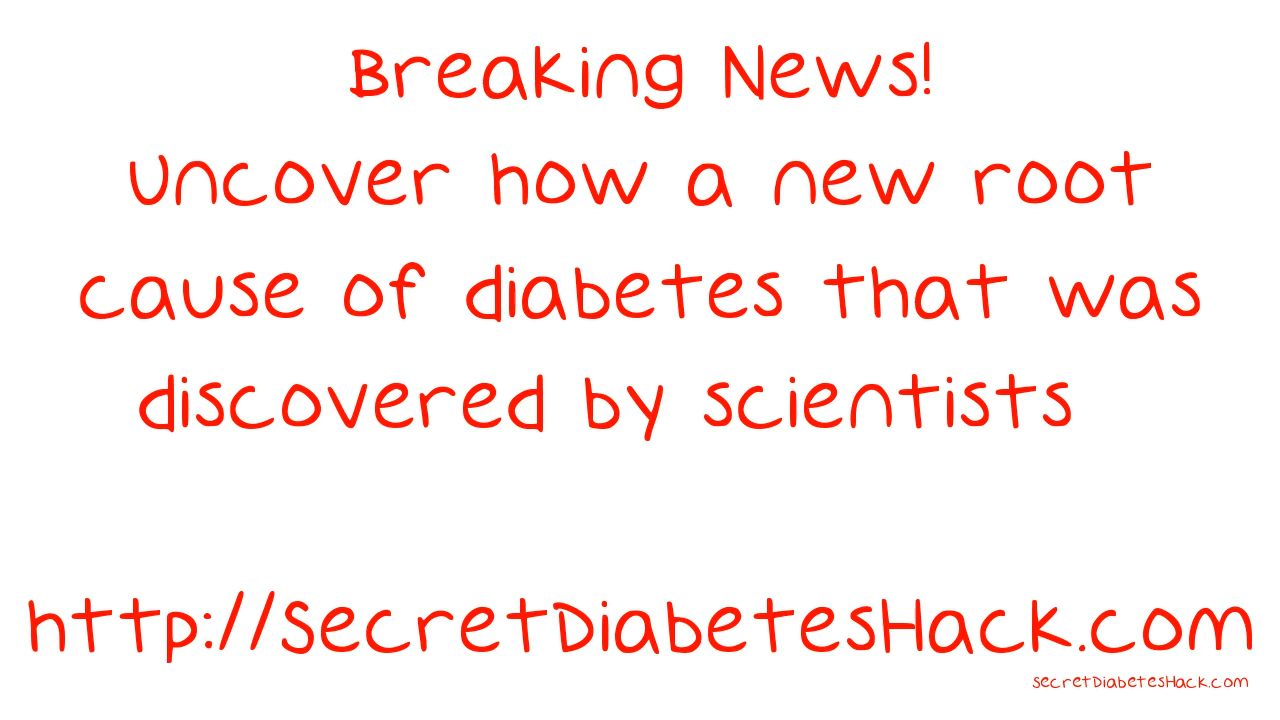 Breaking News!
Uncover how a new root
cause of diabetes that was
discovered by scientists
http://SecretDiabetesHack.com
SecretDiabetesHack.com